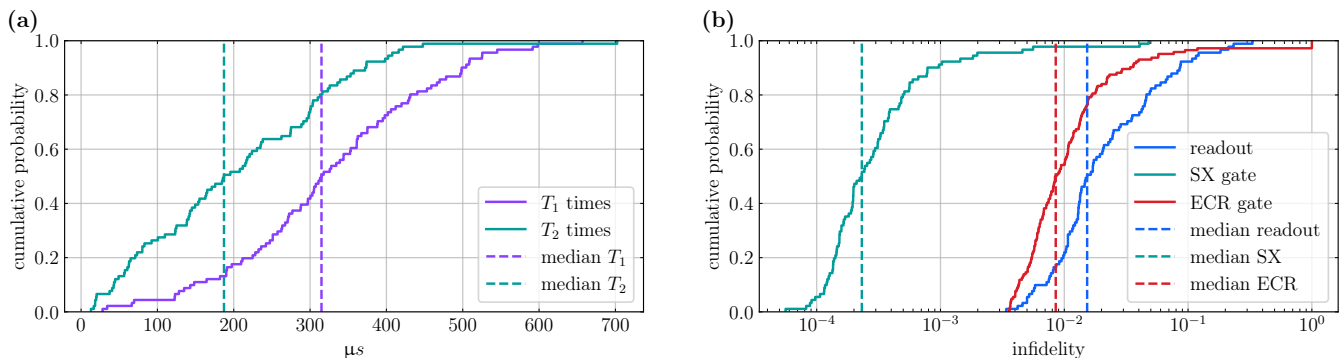 (a)
1.0
0.8
0.6
0.4
0.2
0.0
cumulative probability
0
100
200
300
400
500
600
700
μs
T₁ times
T₂ times
median T₁
median T₂
(b)
1.0
0.8
0.6
0.4
0.2
0.0
cumulative probability
10⁻⁴
10⁻³
10⁻²
10⁻¹
10⁰
infidelity
readout
SX gate
ECR gate
median readout
median SX
median ECR